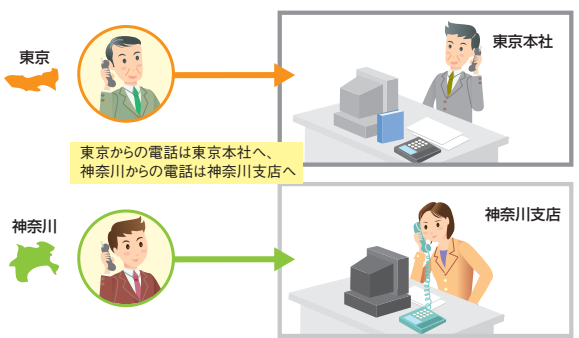 東京
東京本社
東京からの電話は東京本社へ、
神奈川からの電話は神奈川支店へ
神奈川
神奈川支店